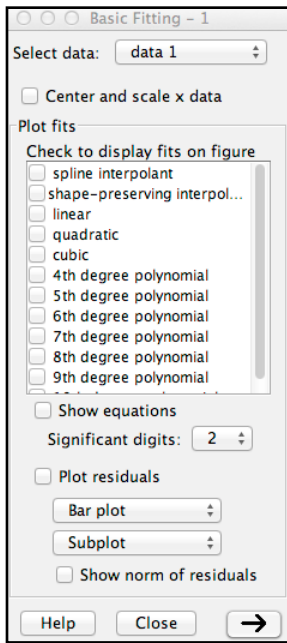 Basic Fitting - 1
Select data: data 1
Center and scale x data
Plot fits
Check to display fits on figure
spline interpolant
shape-preserving interpol...
linear
quadratic
cubic
4th degree polynomial
5th degree polynomial
6th degree polynomial
7th degree polynomial
8th degree polynomial
9th degree polynomial
Show equations
Significant digits: 2
Plot residuals
Bar plot
Subplot
Show norm of residuals
Help Close →